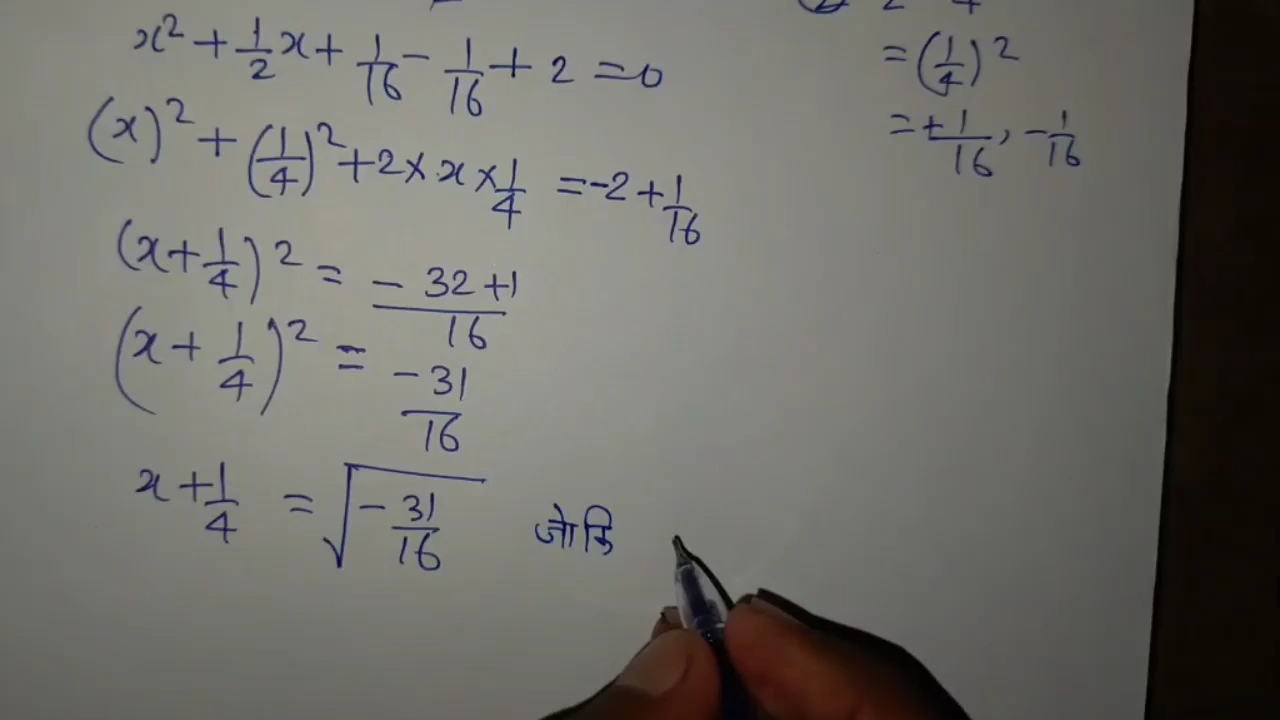 x² + 1/2 x + 1/16 - 1/16 + 2 = 0
(x)² + (1/4)² + 2 × x × 1/4 = -2 + 1/16
(x + 1/4)² = - 32 + 1 / 16
(x + 1/4)² = -31/16
x + 1/4 = √(-31/16) जोकि
= (1/4)²
= + 1/16, - 1/16